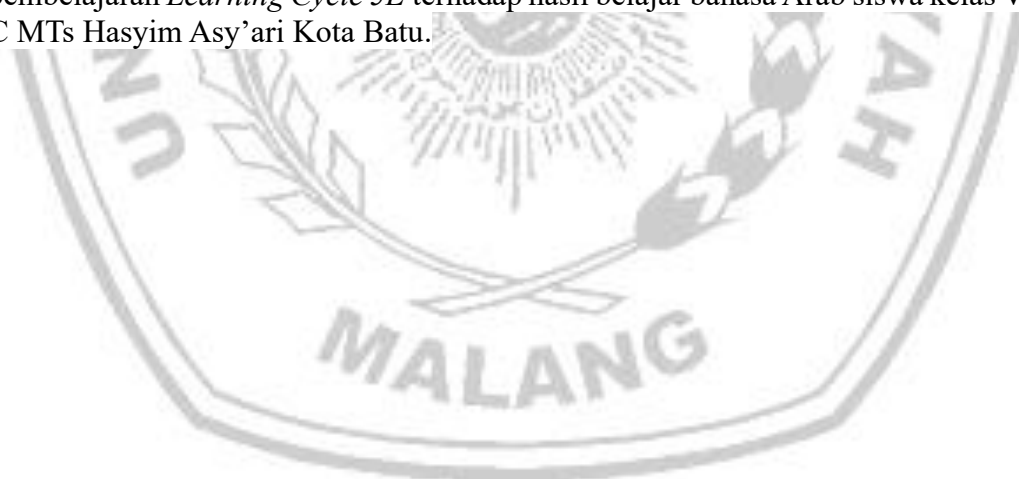 pembelajaran Learning Cycle 5E terhadap hasil belajar bahasa Arab siswa kelas
MTs Hasyim Asy'ari Kota Batu.
MALANG